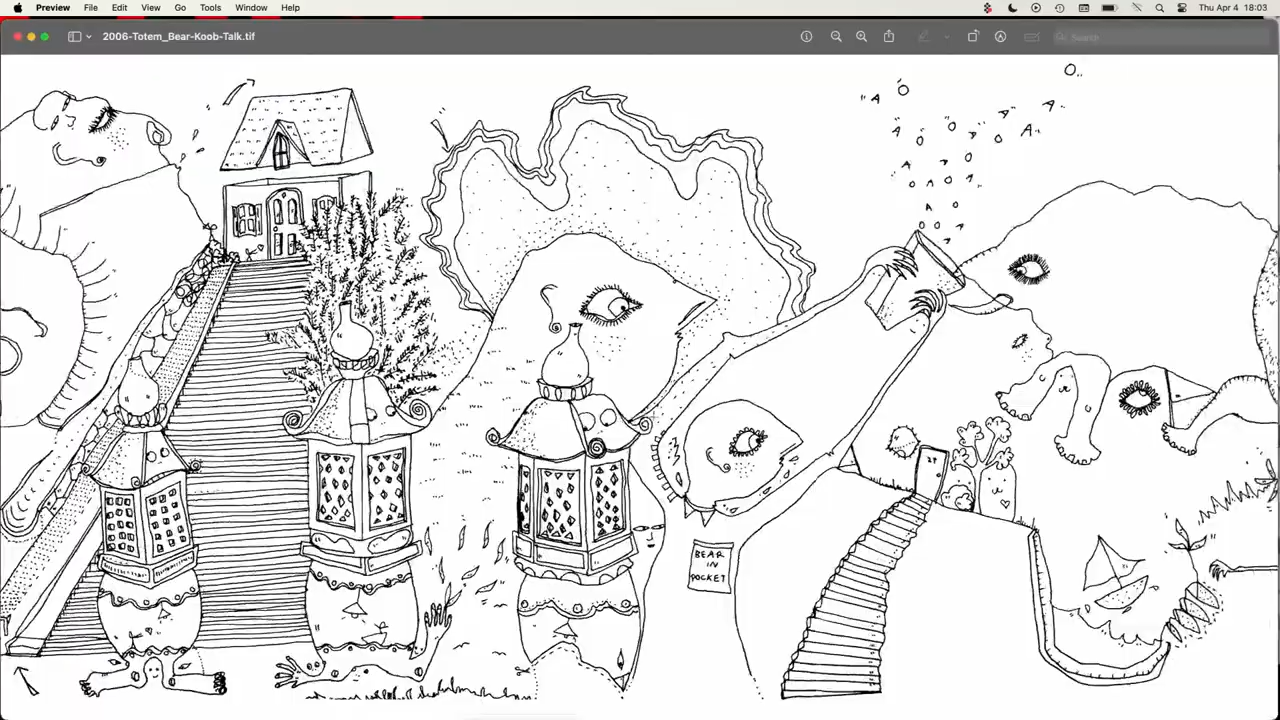 Preview File Edit View Go Tools Window Help
Thu Apr 4 18:03
2006-Totem_Bear-Koob-Talk.tif
Search
A O O
A O A A
A O O A
A O A
O A O A
A O
O O A
A
BEAR
IN
POCKET